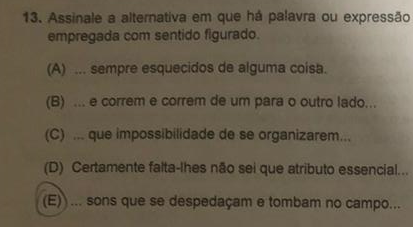 13. Assinale a alternativa em que há palavra ou expressão
empregada com sentido figurado.
(A) ... sempre esquecidos de alguma coisa.
(B) ... e correm e correm de um para o outro lado...
(C) ... que impossibilidade de se organizarem...
(D) Certamente falta-lhes não sei que atributo essencial...
(E) ... sons que se despedaçam e tombam no campo...